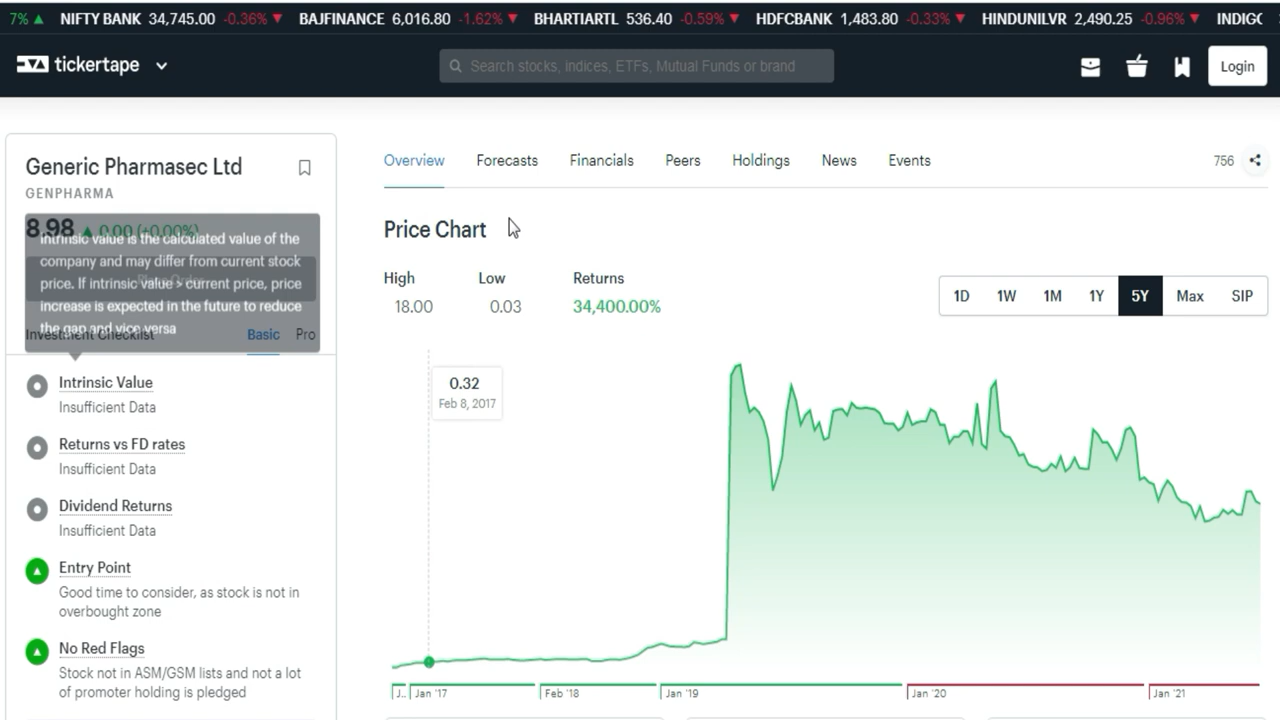 7% ▲ NIFTY BANK 34,745.00 -0.36% ▼ BAJFINANCE 6,016.80 -1.62% ▼ BHARTIARTL 536.40 -0.59% ▼ HDFCBANK 1,483.80 -0.33% ▼ HINDUNILVR 2,490.25 -0.96% ▼ INDIGO
tickertape
Search stocks, indices, ETFs, Mutual Funds or brand
Login
Generic Pharmasec Ltd
GENPHARMA
8.98 ▲ 0.00 (+0.00%)
Intrinsic value is the calculated value of the
company and may differ from current stock
price. If intrinsic value > current price, price
increase is expected in the future to reduce
the gap and vice versa
Investment Checklist Basic Pro
Intrinsic Value
Insufficient Data
Returns vs FD rates
Insufficient Data
Dividend Returns
Insufficient Data
Entry Point
Good time to consider, as stock is not in
overbought zone
No Red Flags
Stock not in ASM/GSM lists and not a lot
of promoter holding is pledged
Overview Forecasts Financials Peers Holdings News Events 756
Price Chart
High Low Returns
18.00 0.03 34,400.00%
1D 1W 1M 1Y 5Y Max SIP
0.32
Feb 8, 2017
J.. Jan '17 Feb '18 Jan '19 Jan '20 Jan '21